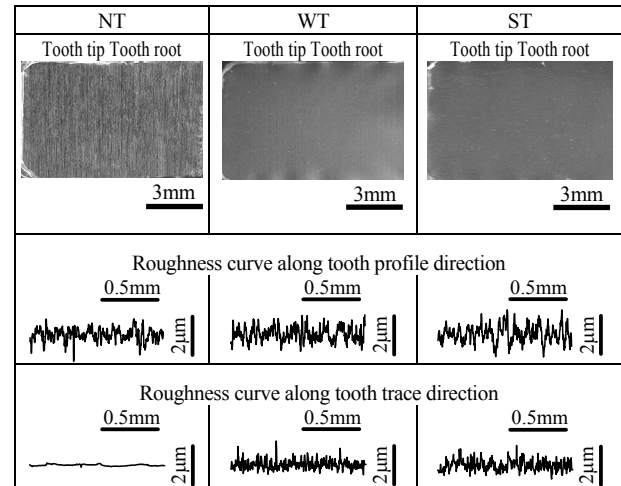 NT WT ST
Tooth tip Tooth root Tooth tip Tooth root Tooth tip Tooth root
3mm 3mm 3mm
Roughness curve along tooth profile direction
0.5mm 0.5mm 0.5mm
2μm 2μm 2μm
Roughness curve along tooth trace direction
0.5mm 0.5mm 0.5mm
2μm 2μm 2μm